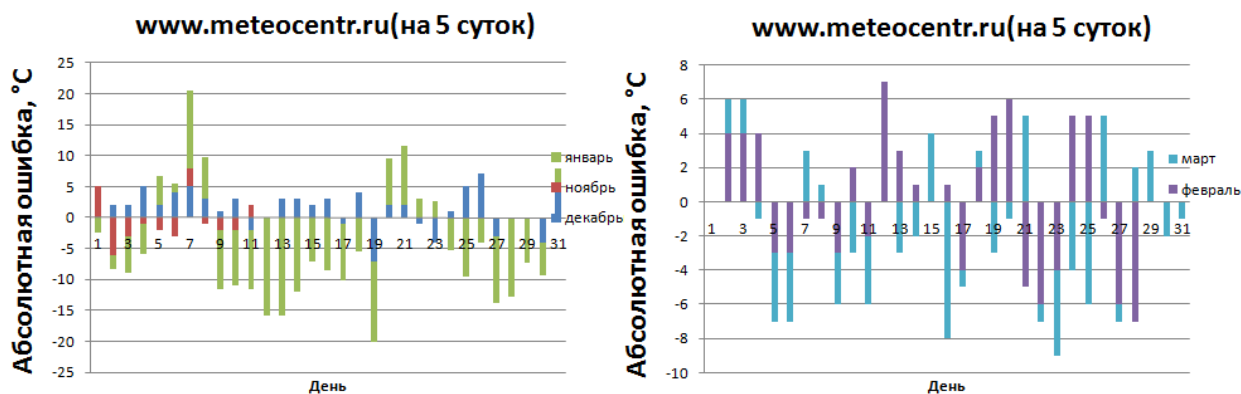 www.meteocentr.ru(на 5 суток)
Абсолютная ошибка, °С
25
20
15
10
5
0
-5
-10
-15
-20
-25
1 3 5 7 9 11 13 15 17 19 21 23 25 27 29 31
январь
ноябрь
декабрь
День
www.meteocentr.ru(на 5 суток)
Абсолютная ошибка, °С
8
6
4
2
0
-2
-4
-6
-8
-10
1 3 5 7 9 11 13 15 17 19 21 23 25 27 29 31
март
февраль
День